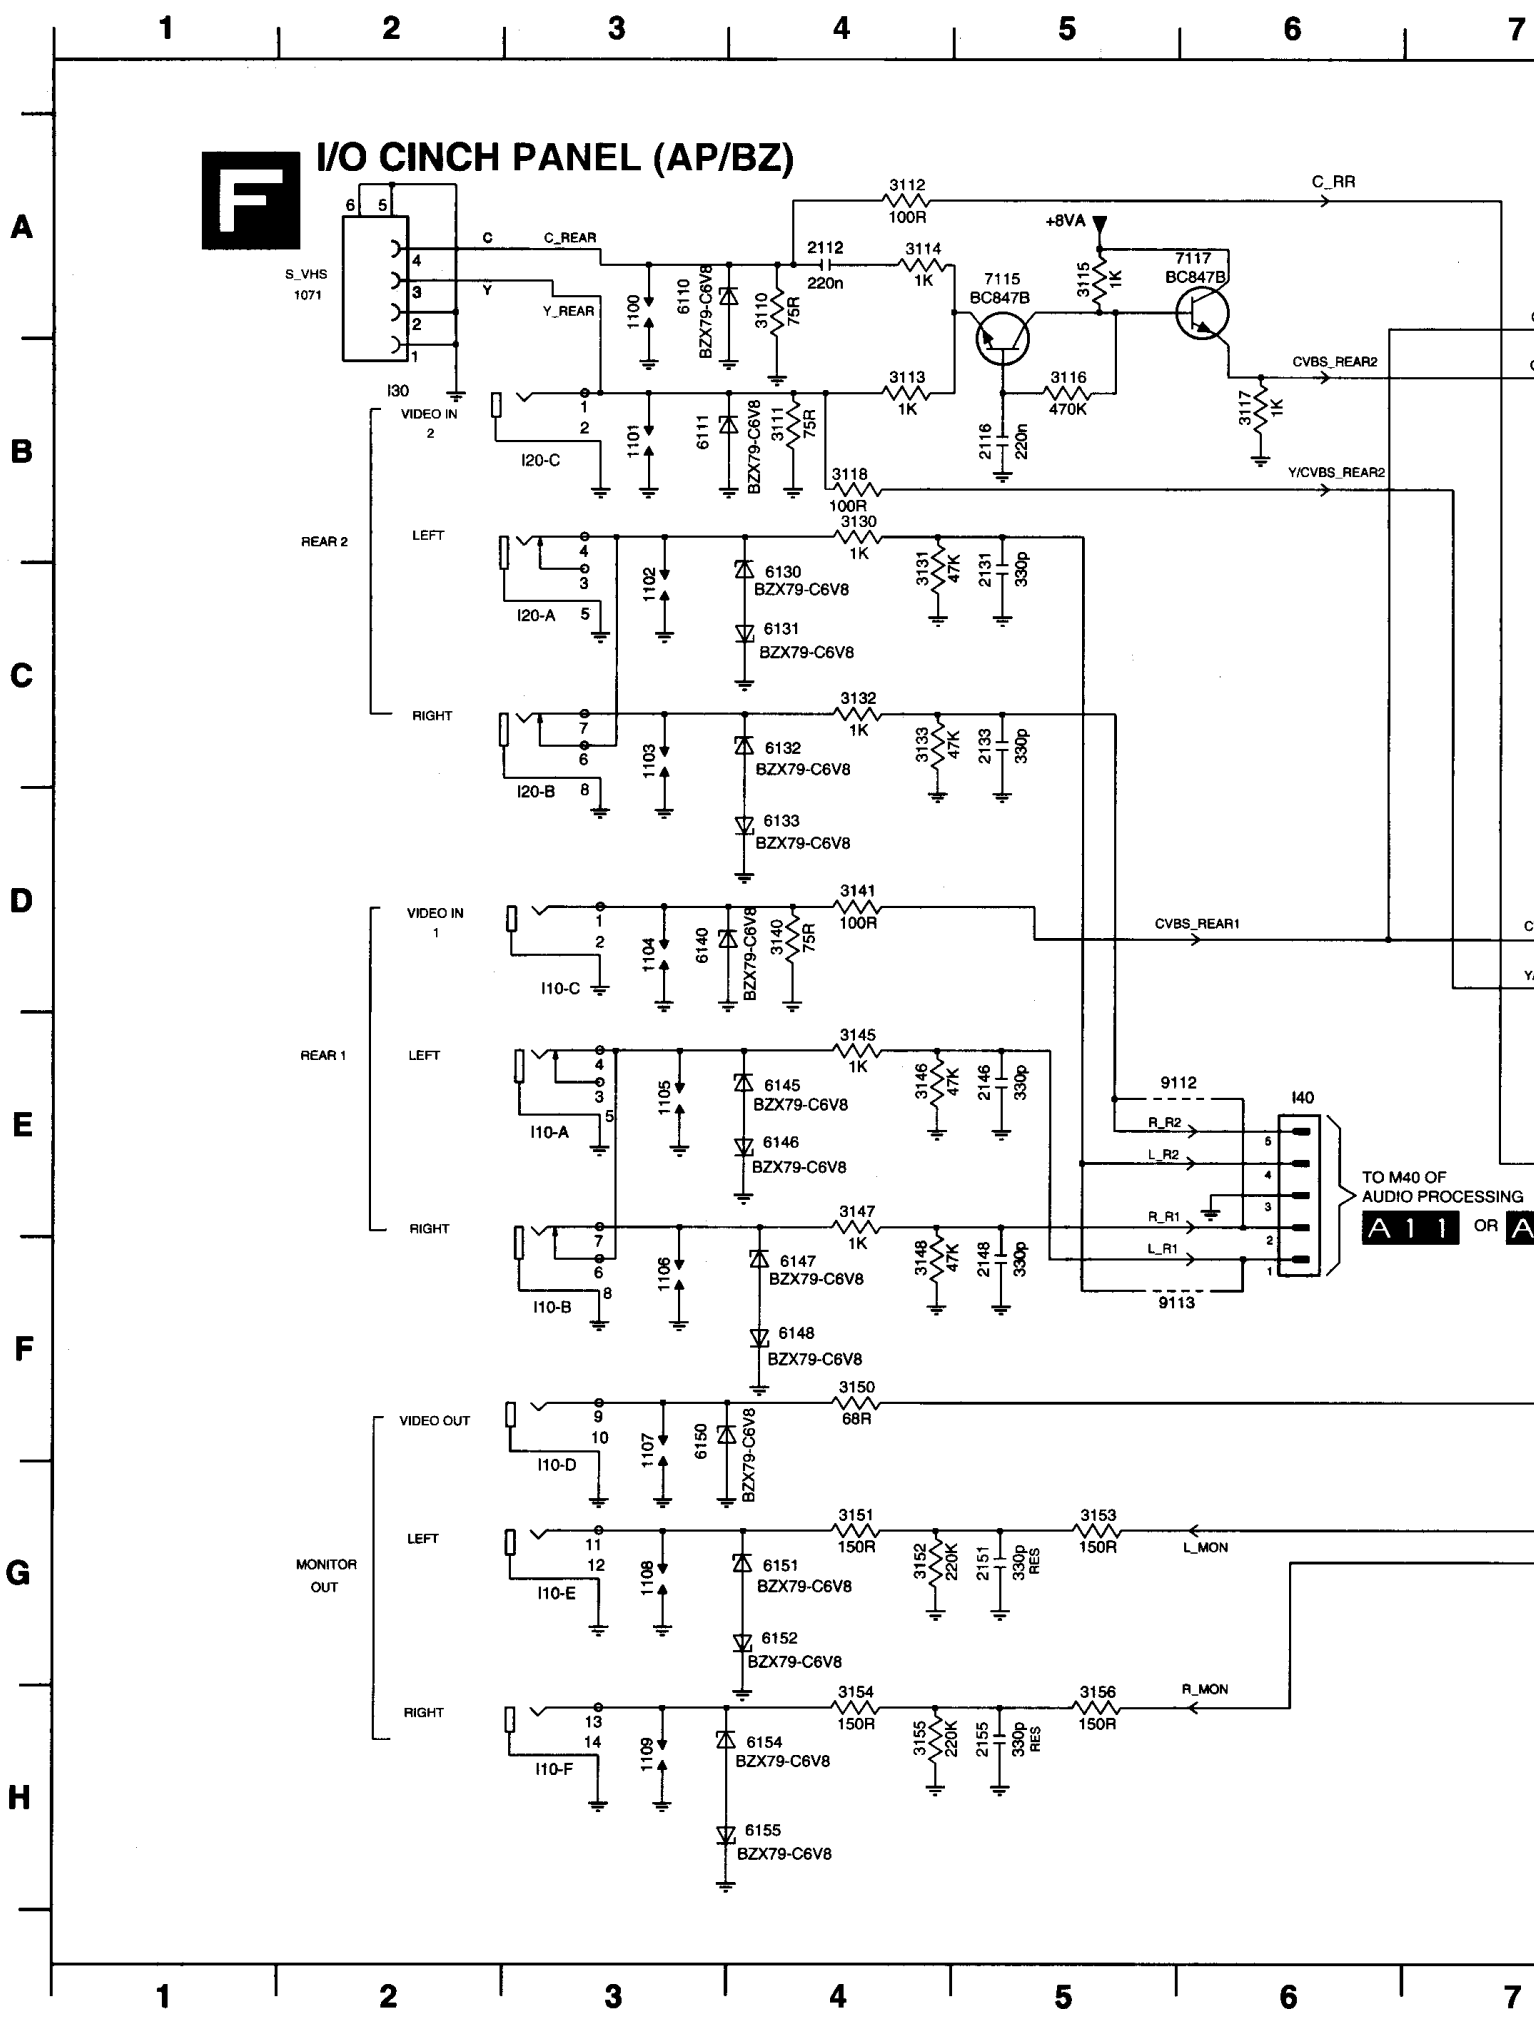 1 2 3 4 5 6 7
F
I/O CINCH PANEL (AP/BZ)
A
6 5
S_VHS
1071
4
3
2
1
C
C_REAR
Y
Y_REAR
1100
6110
BZX79-C6V8
3110
75R
3112
100R
2112
220n
3114
1K
C_RR
+8VA
7115
BC847B
3115
1K
7117
BC847B
I30
B
VIDEO IN
2
1
2
I20-C
1101
6111
BZX79-C6V8
3111
75R
3113
1K
3116
470K
2116
220n
CVBS_REAR2
3117
1K
3118
100R
Y/CVBS_REAR2
REAR 2
LEFT
4
3
I20-A 5
1102
6130
BZX79-C6V8
6131
BZX79-C6V8
3130
1K
3131
47K
2131
330p
C
RIGHT
7
6
I20-B 8
1103
6132
BZX79-C6V8
6133
BZX79-C6V8
3132
1K
3133
47K
2133
330p
D
VIDEO IN
1
1
2
I10-C
1104
6140
BZX79-C6V8
3140
75R
3141
100R
CVBS_REAR1
C
Y/
REAR 1
LEFT
4
3
5
I10-A
1105
6145
BZX79-C6V8
6146
BZX79-C6V8
3145
1K
3146
47K
2146
330p
E
9112
I40
R_R2
5
L_R2
4
3
R_R1
2
L_R1
1
9113
TO M40 OF
AUDIO PROCESSING
A11 OR A
RIGHT
7
6
8
I10-B
1106
6147
BZX79-C6V8
6148
BZX79-C6V8
3147
1K
3148
47K
2148
330p
F
VIDEO OUT
9
10
I10-D
1107
6150
BZX79-C6V8
3150
68R
G
MONITOR
OUT
LEFT
11
12
I10-E
1108
6151
BZX79-C6V8
6152
BZX79-C6V8
3151
150R
3152
220K
2151
330p
RES
3153
150R
L_MON
RIGHT
13
14
I10-F
1109
6154
BZX79-C6V8
6155
BZX79-C6V8
3154
150R
3155
220K
2155
330p
RES
3156
150R
R_MON
H
1 2 3 4 5 6 7